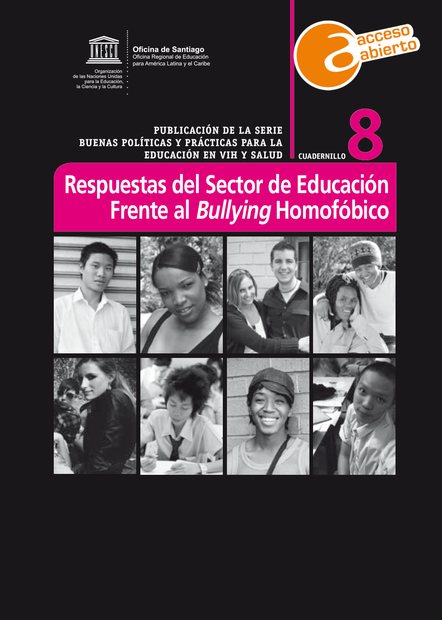 UNESCO
Organización
de las Naciones Unidas
para la Educación,
la Ciencia y la Cultura
Oficina de Santiago
Oficina Regional de Educación
para América Latina y el Caribe
acceso
abierto
PUBLICACIÓN DE LA SERIE
BUENAS POLÍTICAS Y PRÁCTICAS PARA LA
EDUCACIÓN EN VIH Y SALUD
CUADERNILLO 8
Respuestas del Sector de Educación
Frente al Bullying Homofóbico